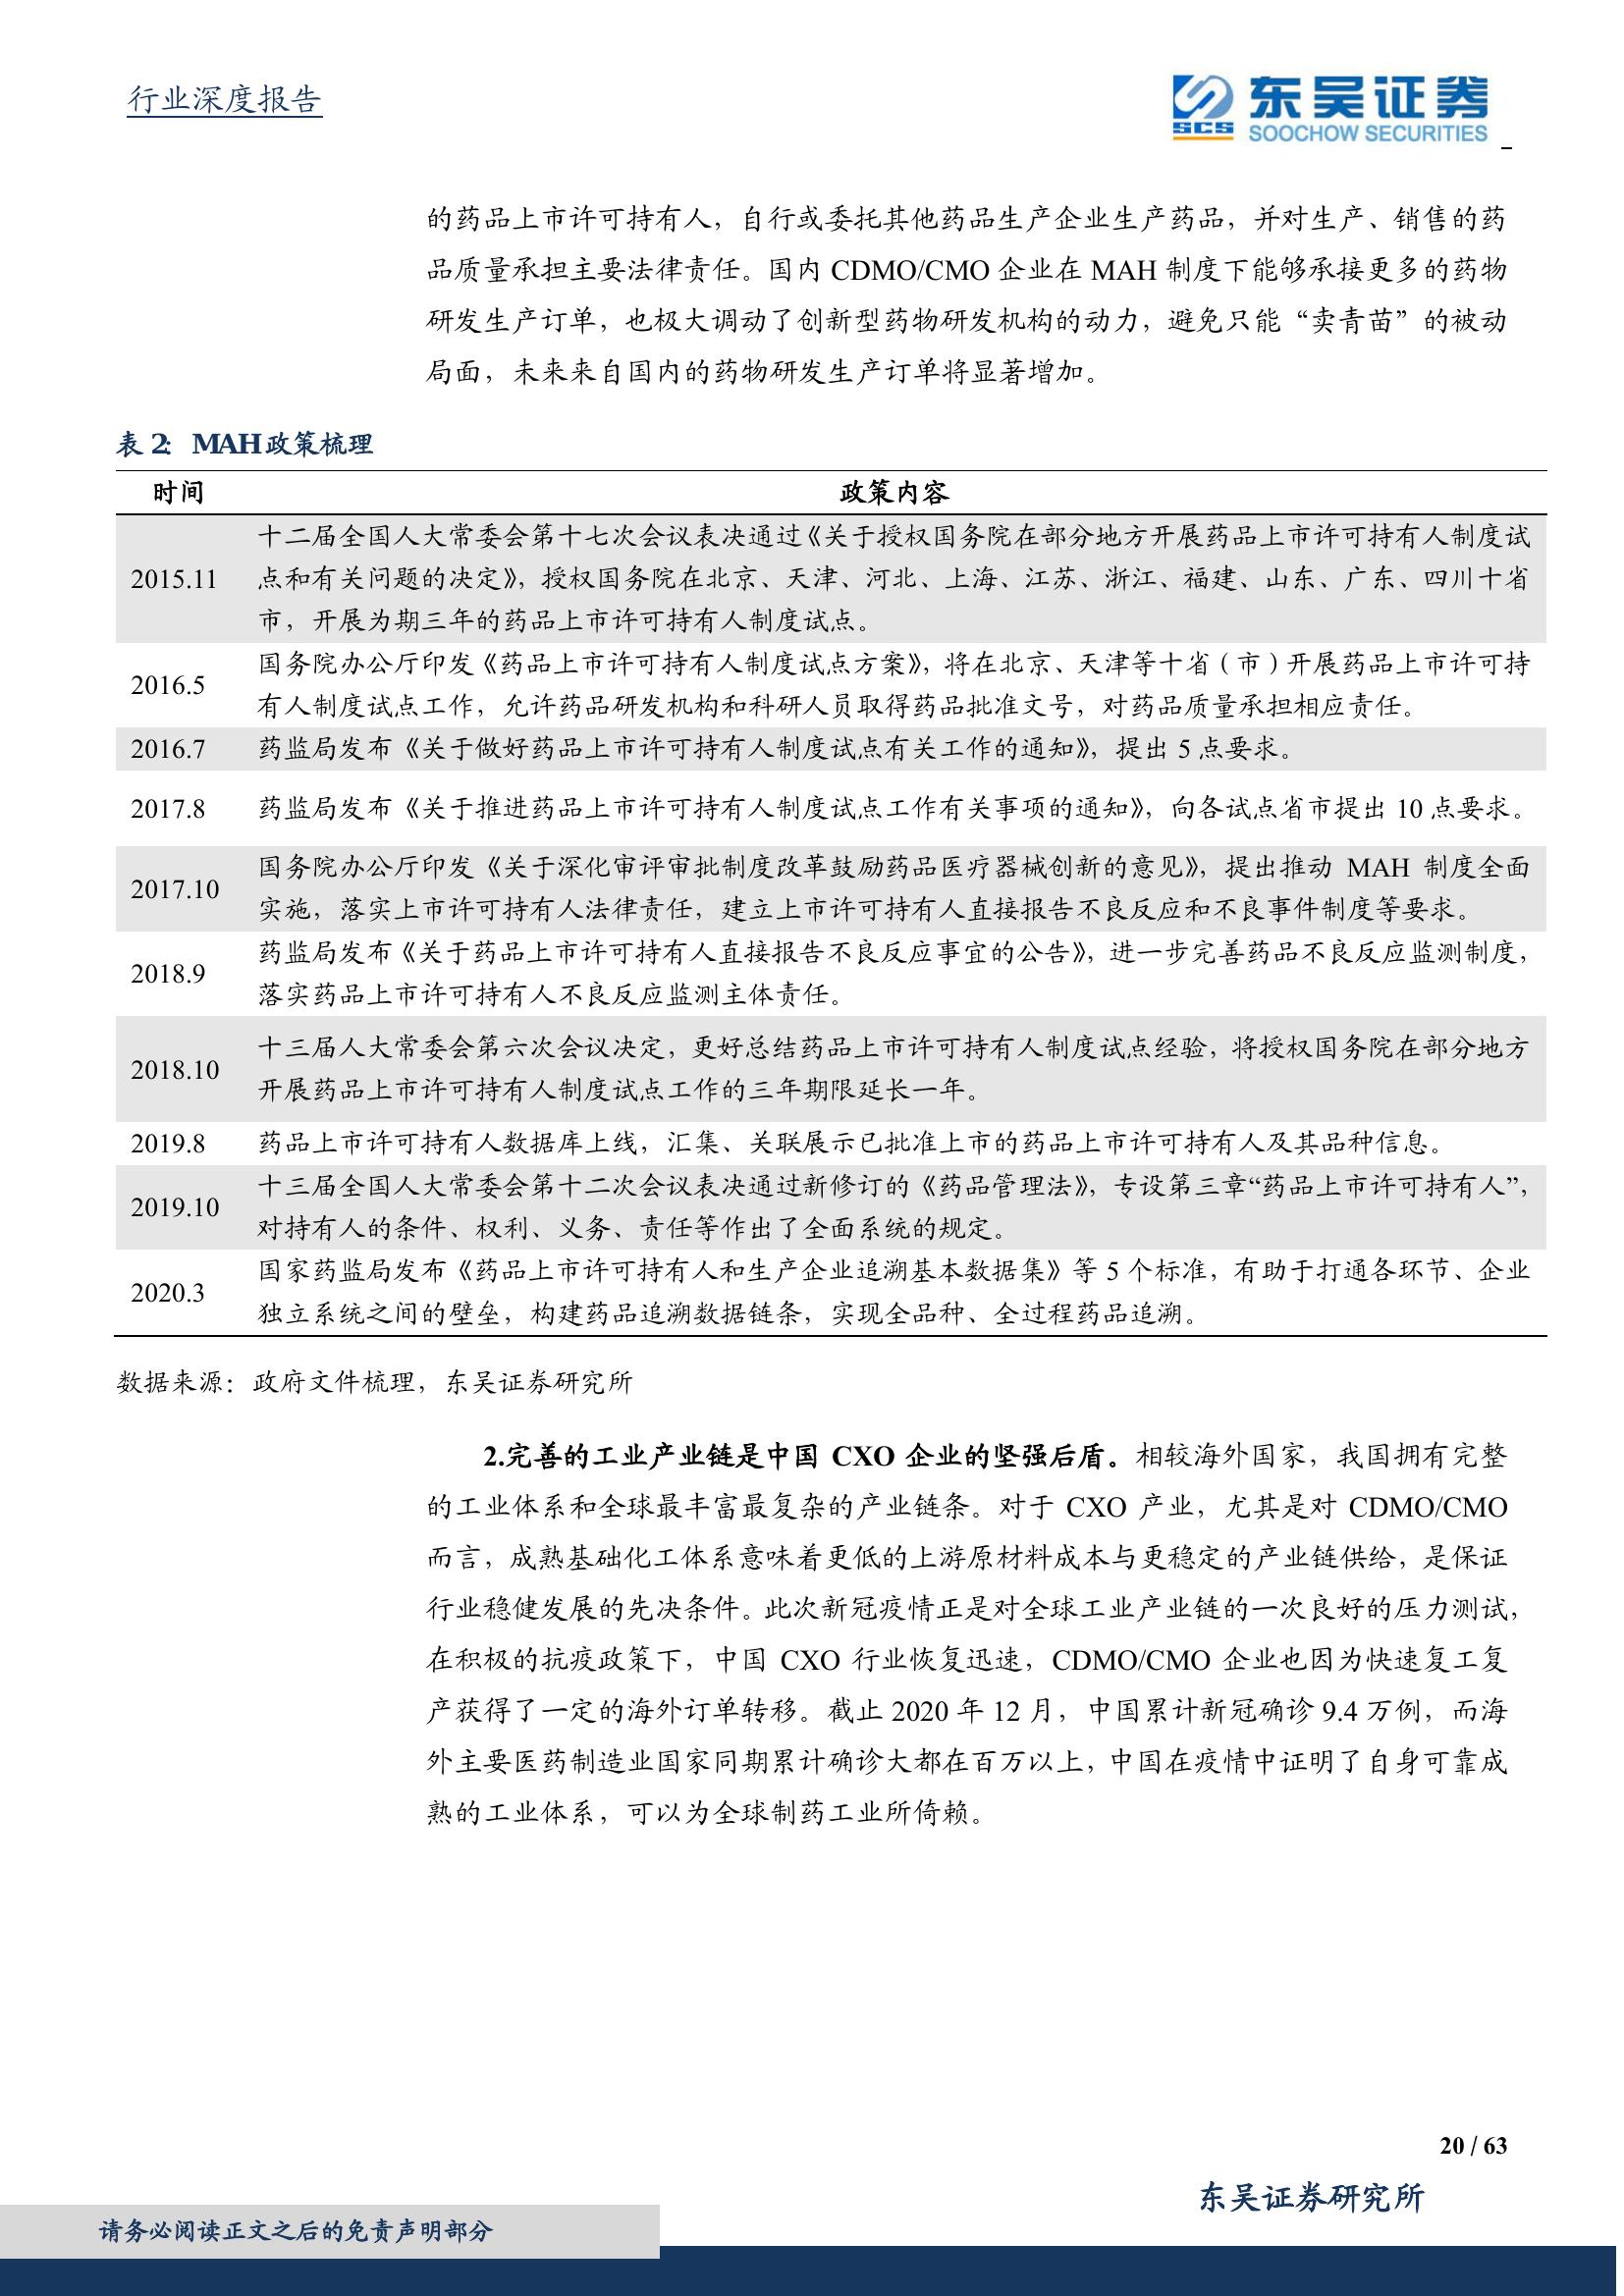 行业深度报告
SCS
东吴证券
SOOCHOW SECURITIES
的药品上市许可持有人，自行或委托其他药品生产企业生产药品，并对生产、销售的药
品质量承担主要法律责任。国内 CDMO/CMO 企业在 MAH 制度下能够承接更多的药物
研发生产订单，也极大调动了创新型药物研发机构的动力，避免只能“卖青苗”的被动
局面，未来来自国内的药物研发生产订单将显著增加。
表 2： MAH 政策梳理
时间 政策内容
2015.11
十二届全国人大常委会第十七次会议表决通过《关于授权国务院在部分地方开展药品上市许可持有人制度试
点和有关问题的决定》，授权国务院在北京、天津、河北、上海、江苏、浙江、福建、山东、广东、四川十省
市，开展为期三年的药品上市许可持有人制度试点。
2016.5
国务院办公厅印发《药品上市许可持有人制度试点方案》，将在北京、天津等十省（市）开展药品上市许可持
有人制度试点工作，允许药品研发机构和科研人员取得药品批准文号，对药品质量承担相应责任。
2016.7 药监局发布《关于做好药品上市许可持有人制度试点有关工作的通知》，提出 5 点要求。
2017.8 药监局发布《关于推进药品上市许可持有人制度试点工作有关事项的通知》，向各试点省市提出 10 点要求。
2017.10
国务院办公厅印发《关于深化审评审批制度改革鼓励药品医疗器械创新的意见》，提出推动 MAH 制度全面
实施，落实上市许可持有人法律责任，建立上市许可持有人直接报告不良反应和不良事件制度等要求。
2018.9
药监局发布《关于药品上市许可持有人直接报告不良反应事宜的公告》，进一步完善药品不良反应监测制度，
落实药品上市许可持有人不良反应监测主体责任。
2018.10
十三届人大常委会第六次会议决定，更好总结药品上市许可持有人制度试点经验，将授权国务院在部分地方
开展药品上市许可持有人制度试点工作的三年期限延长一年。
2019.8 药品上市许可持有人数据库上线，汇集、关联展示已批准上市的药品上市许可持有人及其品种信息。
2019.10
十三届全国人大常委会第十二次会议表决通过新修订的《药品管理法》，专设第三章“药品上市许可持有人”，
对持有人的条件、权利、义务、责任等作出了全面系统的规定。
2020.3
国家药监局发布《药品上市许可持有人和生产企业追溯基本数据集》等 5 个标准，有助于打通各环节、企业
独立系统之间的壁垒，构建药品追溯数据链条，实现全品种、全过程药品追溯。
数据来源：政府文件梳理，东吴证券研究所
2.完善的工业产业链是中国 CXO 企业的坚强后盾。相较海外国家，我国拥有完整
的工业体系和全球最丰富最复杂的产业链条。对于 CXO 产业，尤其是对 CDMO/CMO
而言，成熟基础化工体系意味着更低的上游原材料成本与更稳定的产业链供给，是保证
行业稳健发展的先决条件。此次新冠疫情正是对全球工业产业链的一次良好的压力测试，
在积极的抗疫政策下，中国 CXO 行业恢复迅速，CDMO/CMO 企业也因为快速复工复
产获得了一定的海外订单转移。截止 2020 年 12 月，中国累计新冠确诊 9.4 万例，而海
外主要医药制造业国家同期累计确诊大都在百万以上，中国在疫情中证明了自身可靠成
熟的工业体系，可以为全球制药工业所倚赖。
20 / 63
东吴证券研究所
请务必阅读正文之后的免责声明部分